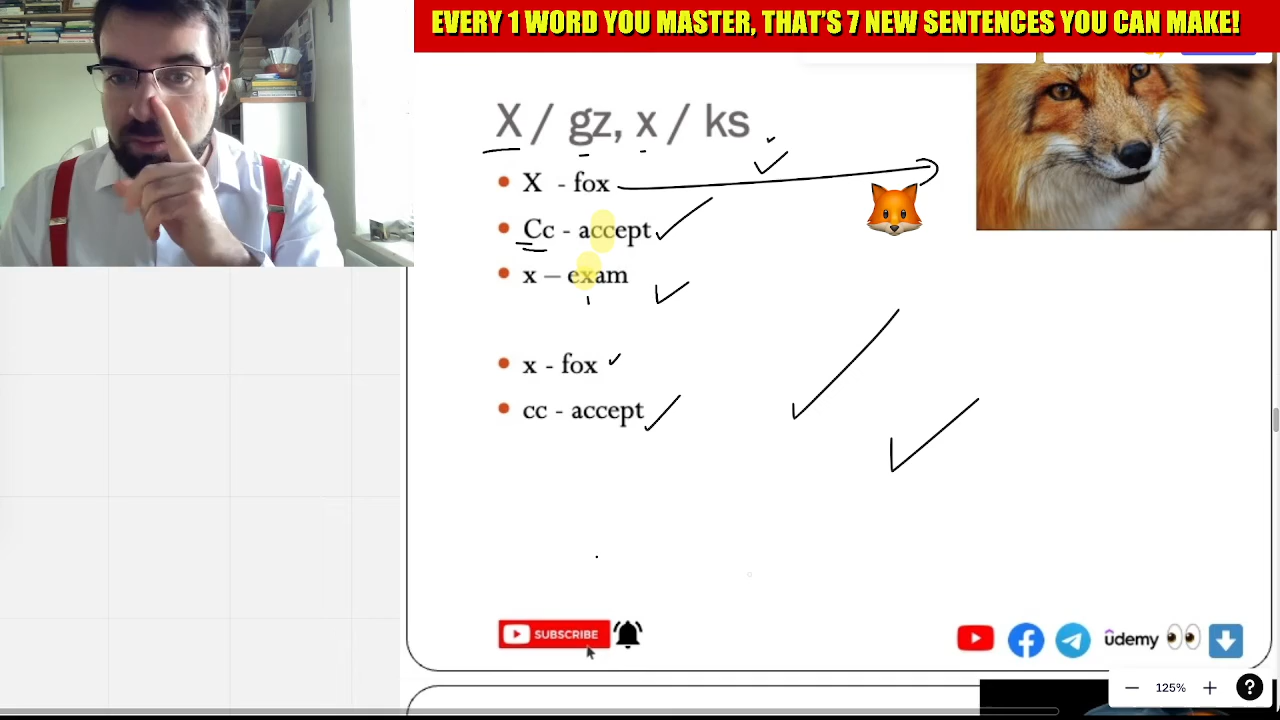 EVERY 1 WORD YOU MASTER, THAT'S 7 NEW SENTENCES YOU CAN MAKE!
X / gz, x / ks
X - fox
Cc - accept
x – exam
x - fox
cc - accept
SUBSCRIBE
udemy
125%
?